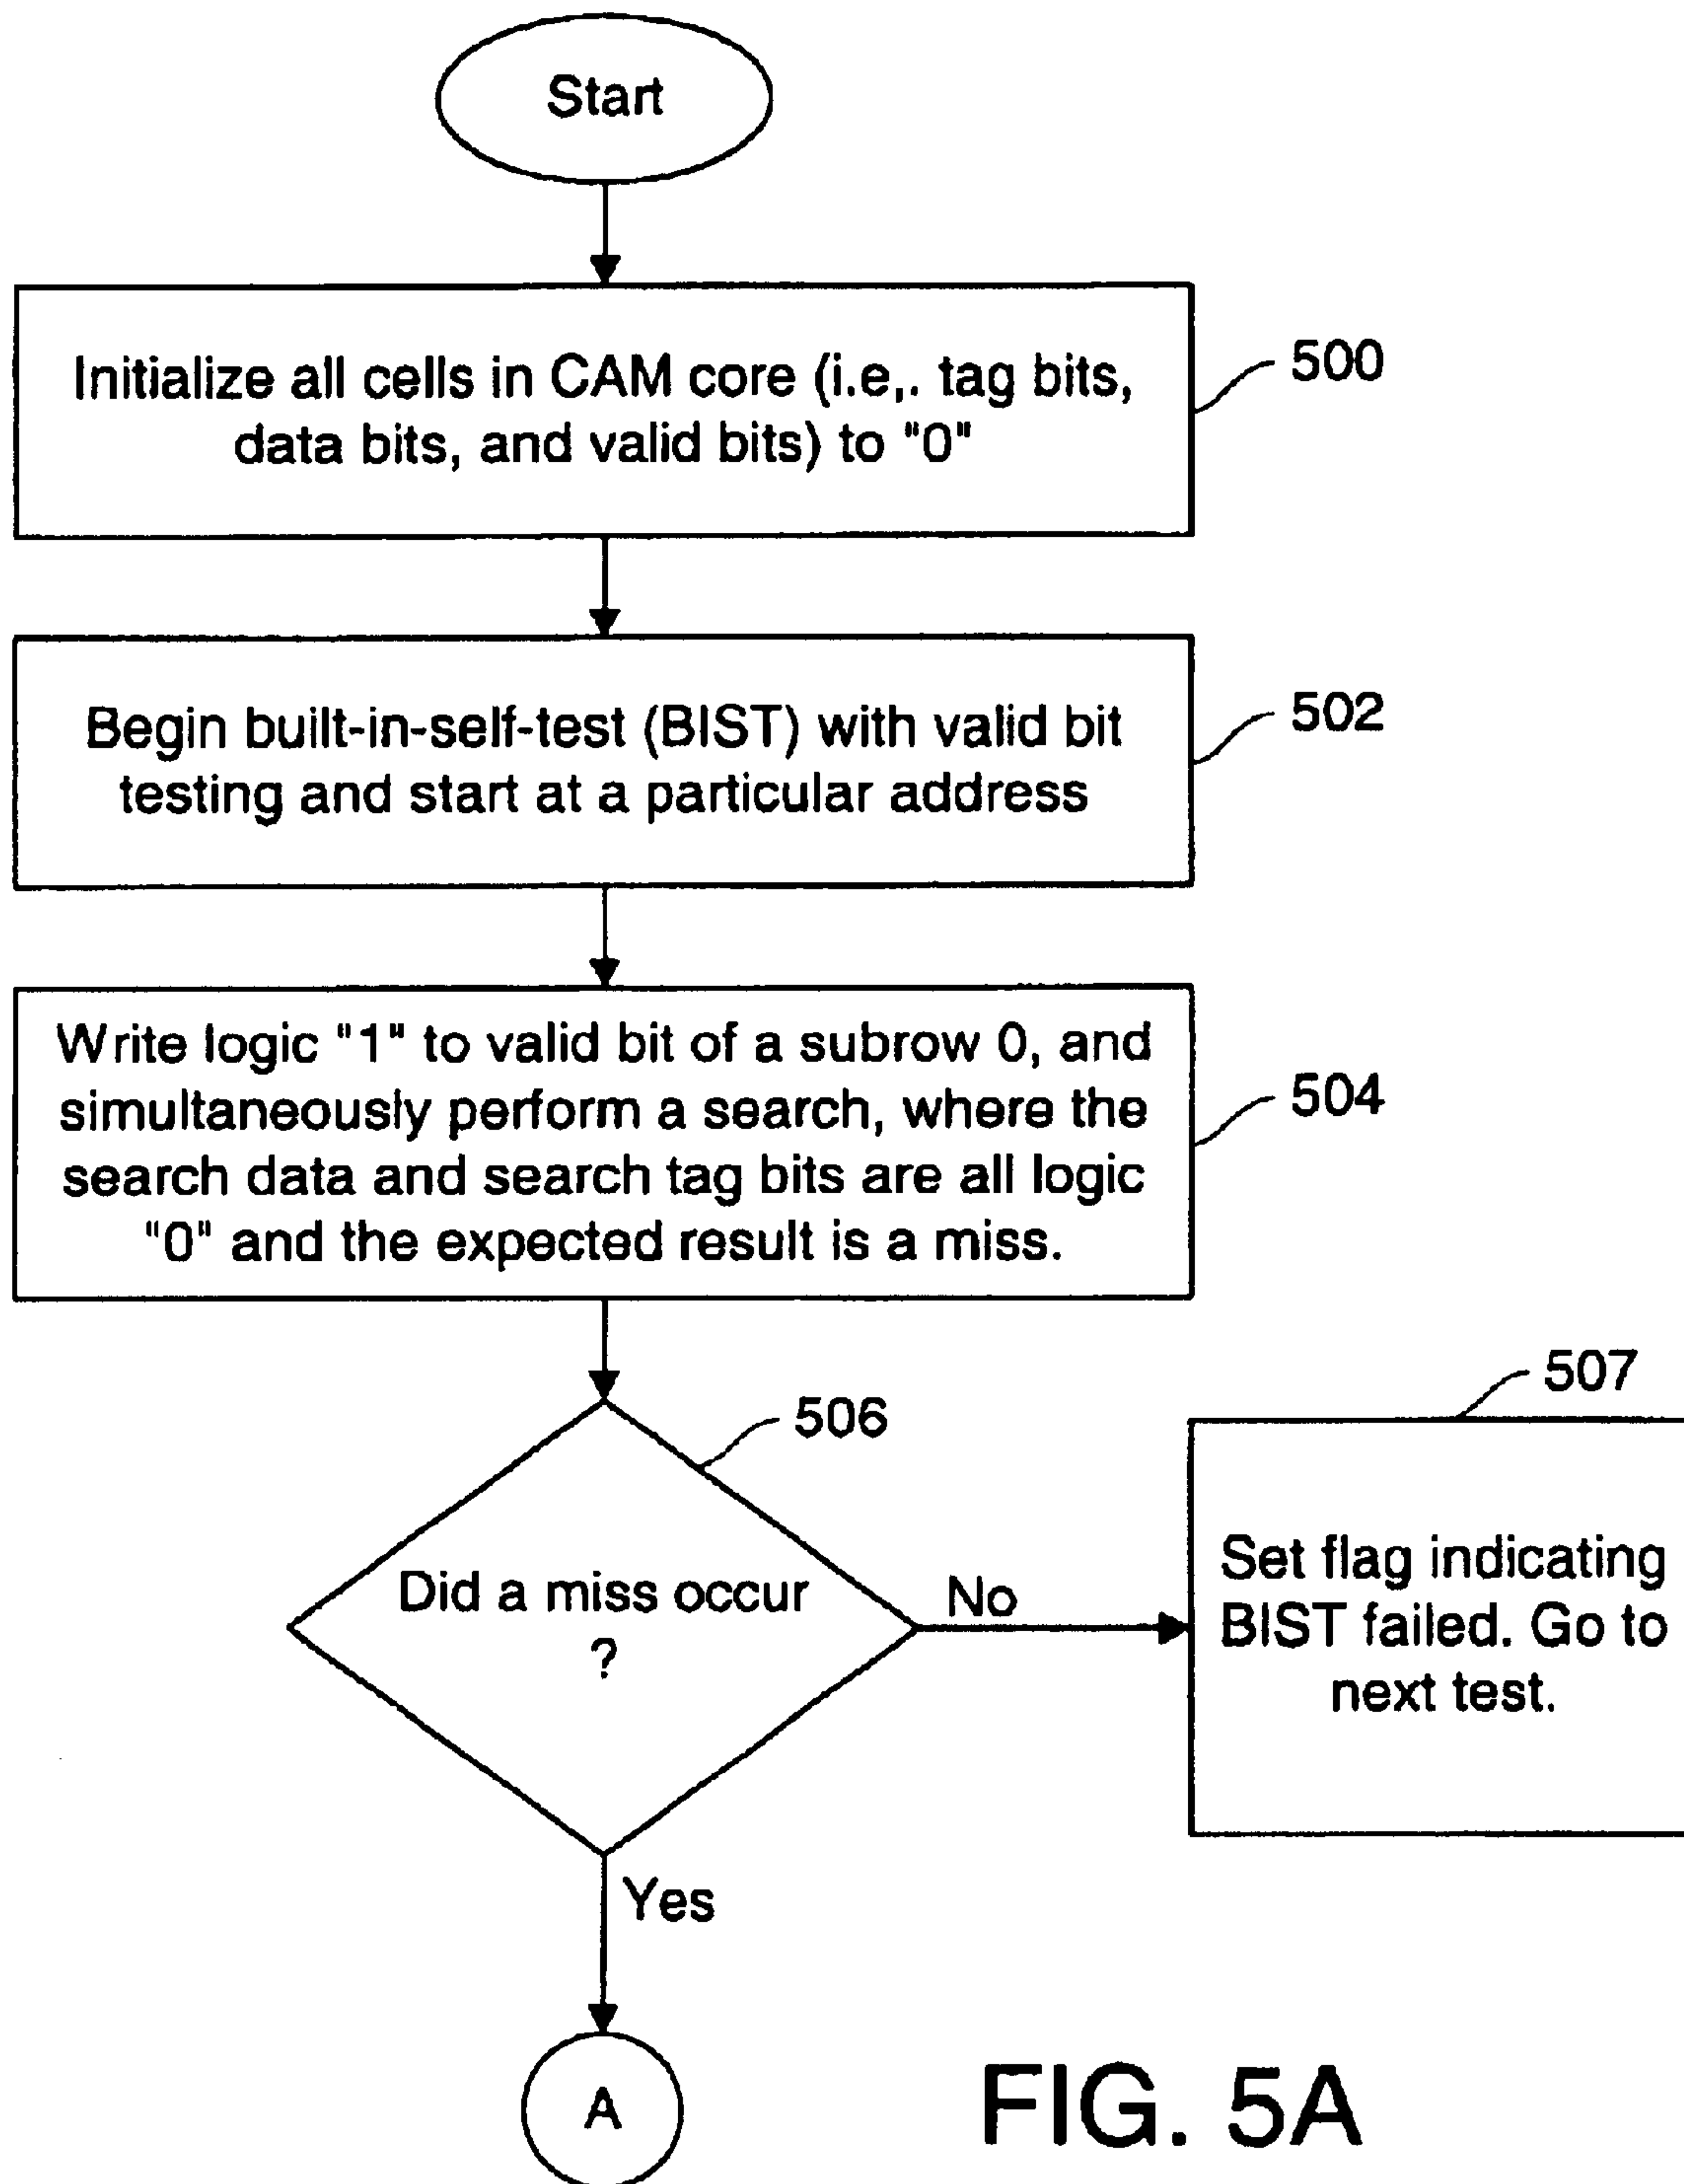 Start
Initialize all cells in CAM core (i.e,. tag bits,
data bits, and valid bits) to "0"
500
Begin built-in-self-test (BIST) with valid bit
testing and start at a particular address
502
Write logic "1" to valid bit of a subrow 0, and
simultaneously perform a search, where the
search data and search tag bits are all logic
"0" and the expected result is a miss.
504
506
Did a miss occur
?
No
507
Set flag indicating
BIST failed. Go to
next test.
Yes
A
FIG. 5A